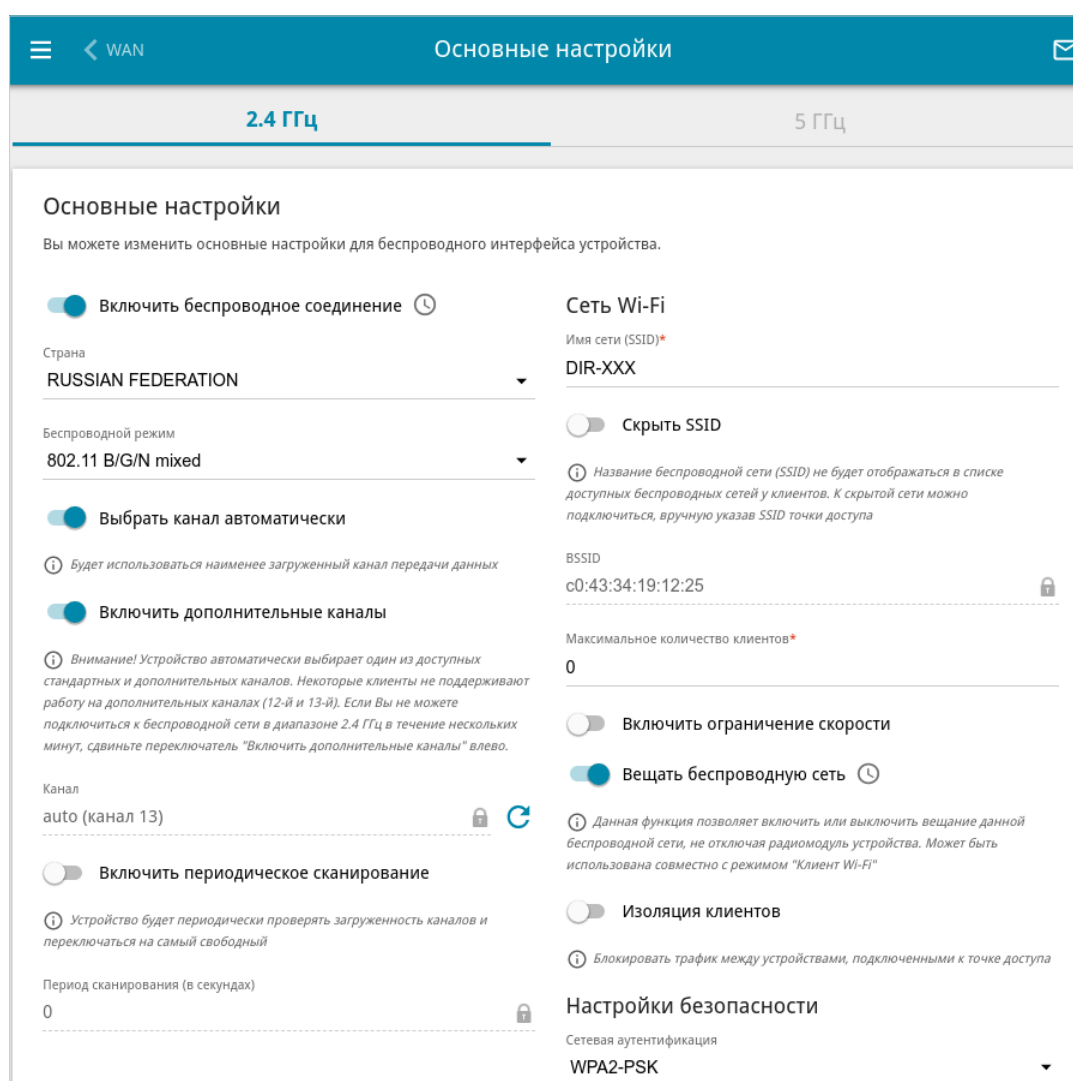 WAN
Основные настройки
2.4 ГГц
5 ГГц
Основные настройки
Вы можете изменить основные настройки для беспроводного интерфейса устройства.
Включить беспроводное соединение
Страна
RUSSIAN FEDERATION
Беспроводной режим
802.11 B/G/N mixed
Выбрать канал автоматически
Будет использоваться наименее загруженный канал передачи данных
Включить дополнительные каналы
Внимание! Устройство автоматически выбирает один из доступных
стандартных и дополнительных каналов. Некоторые клиенты не поддерживают
работу на дополнительных каналах (12-й и 13-й). Если Вы не можете
подключиться к беспроводной сети в диапазоне 2.4 ГГц в течение нескольких
минут, сдвиньте переключатель "Включить дополнительные каналы" влево.
Канал
auto (канал 13)
Включить периодическое сканирование
Устройство будет периодически проверять загруженность каналов и
переключаться на самый свободный
Период сканирования (в секундах)
0
Сеть Wi-Fi
Имя сети (SSID)*
DIR-XXX
Скрыть SSID
Название беспроводной сети (SSID) не будет отображаться в списке
доступных беспроводных сетей у клиентов. К скрытой сети можно
подключиться, вручную указав SSID точки доступа
BSSID
c0:43:34:19:12:25
Максимальное количество клиентов*
0
Включить ограничение скорости
Вещать беспроводную сеть
Данная функция позволяет включить или выключить вещание данной
беспроводной сети, не отключая радиомодуль устройства. Может быть
использована совместно с режимом "Клиент Wi-Fi"
Изоляция клиентов
Блокировать трафик между устройствами, подключенными к точке доступа
Настройки безопасности
Сетевая аутентификация
WPA2-PSK